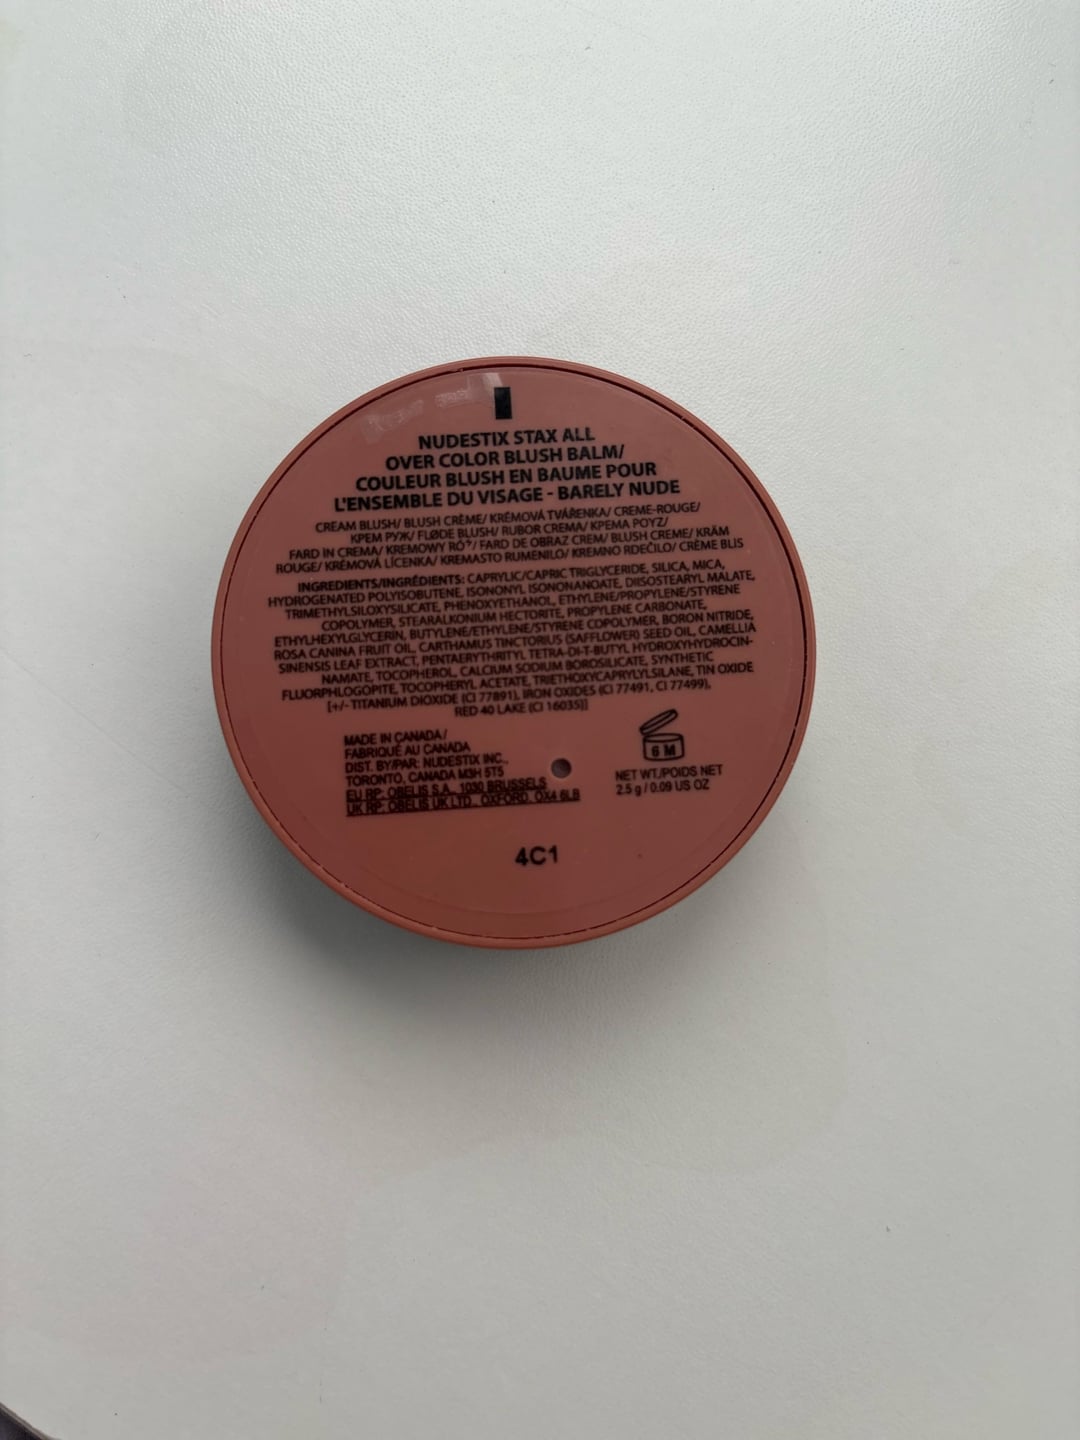 NUDESTIX STAX ALL
OVER COLOR BLUSH BALM/
COULEUR BLUSH EN BAUME POUR
L'ENSEMBLE DU VISAGE - BARELY NUDE
CREAM BLUSH/ BLUSH CRÈME/ KRÉMOVÁ TVÁŘENKA/ CREME-ROUGE/
КРЕМ РУЖ/ FLØDE BLUSH/ RUBOR CREMA/ ΚΡΕΜΑ ΡΟΥΖ/
FARD IN CREMA/ KREMOWY RÓ/ FARD DE OBRAZ CREM/ BLUSH CREME/ KRÄM
ROUGE/ KRÉMOVÁ LÍCENKA/ KREMASTO RUMENILO/ KREMNO RDEČILO/ CRÈME BLIS
INGREDIENTS/INGRÉDIENTS: CAPRYLIC/CAPRIC TRIGLYCERIDE, SILICA, MICA,
HYDROGENATED POLYISOBUTENE, ISONONYL ISONONANOATE, DIISOSTEARYL MALATE,
TRIMETHYLSILOXYSILICATE, PHENOXYETHANOL, ETHYLENE/PROPYLENE/STYRENE
COPOLYMER, STEARALKONIUM HECTORITE, PROPYLENE CARBONATE,
ETHYLHEXYLGLYCERIN, BUTYLENE/ETHYLENE/STYRENE COPOLYMER, BORON NITRIDE,
ROSA CANINA FRUIT OIL, CARTHAMUS TINCTORIUS (SAFFLOWER) SEED OIL, CAMELLIA
SINENSIS LEAF EXTRACT, PENTAERYTHRITYL TETRA-DI-T-BUTYL HYDROXYHYDROCIN-
NAMATE, TOCOPHEROL, CALCIUM SODIUM BOROSILICATE, SYNTHETIC
FLUORPHLOGOPITE, TOCOPHERYL ACETATE, TRIETHOXYCAPRYLYLSILANE, TIN OXIDE
[+/- TITANIUM DIOXIDE (CI 77891), IRON OXIDES (CI 77491, CI 77499),
RED 40 LAKE (CI 16035)]
MADE IN CANADA/
FABRIQUÉ AU CANADA
DIST. BY/PAR: NUDESTIX INC.,
TORONTO, CANADA M3H 5T5
EU RP: OBELIS S.A., 1030 BRUSSELS
UK RP: OBELIS UK LTD., OXFORD, OX4 6LB
6 M
NET WT./POIDS NET
2.5 g / 0.09 US OZ
4C1